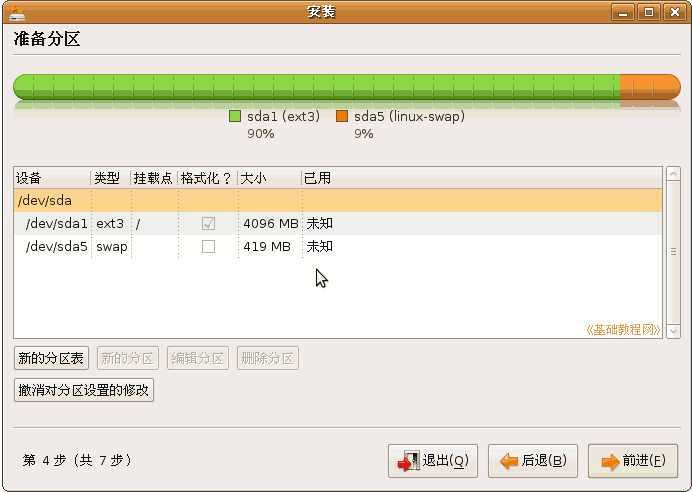 安装
准备分区
sda1 (ext3) sda5 (linux-swap)
90% 9%
设备 类型 挂载点 格式化？ 大小 已用
/dev/sda
/dev/sda1 ext3 / 4096 MB 未知
/dev/sda5 swap 419 MB 未知
《基础教程网》
新的分区表 新的分区 编辑分区 删除分区
撤消对分区设置的修改
第 4 步 (共 7 步) 退出(Q) 后退(B) 前进(F)